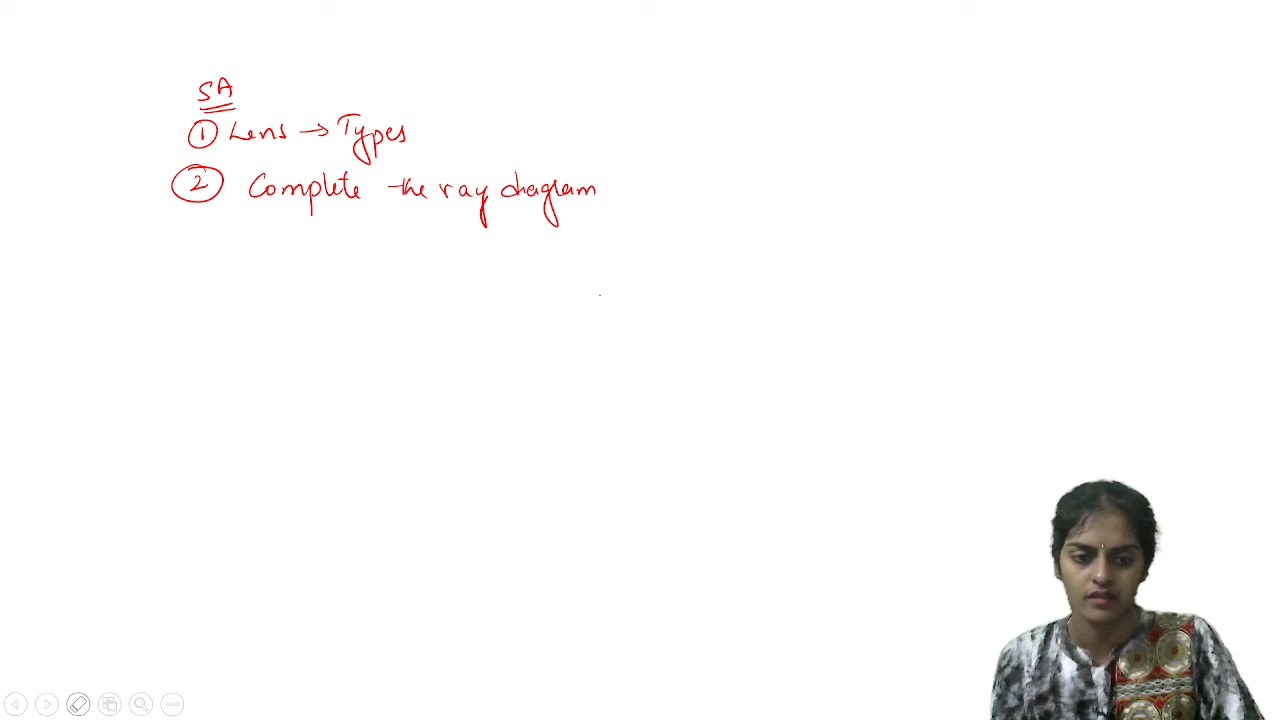 SA
① Lens → Types
② Complete the ray diagram